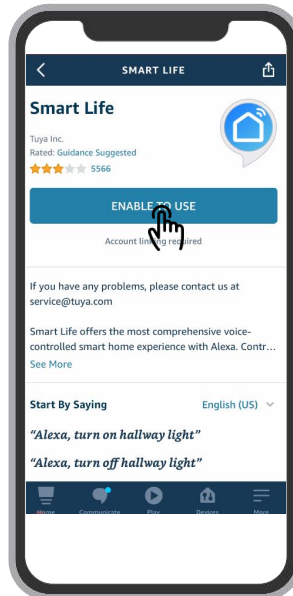 SMART LIFE
Smart Life
Tuya Inc.
Rated: Guidance Suggested
5566
ENABLE TO USE
Account linking required
If you have any problems, please contact us at
service@tuya.com
Smart Life offers the most comprehensive voice-
controlled smart home experience with Alexa. Contr...
See More
Start By Saying English (US)
“Alexa, turn on hallway light”
“Alexa, turn off hallway light”
Home Communicate Play Devices More